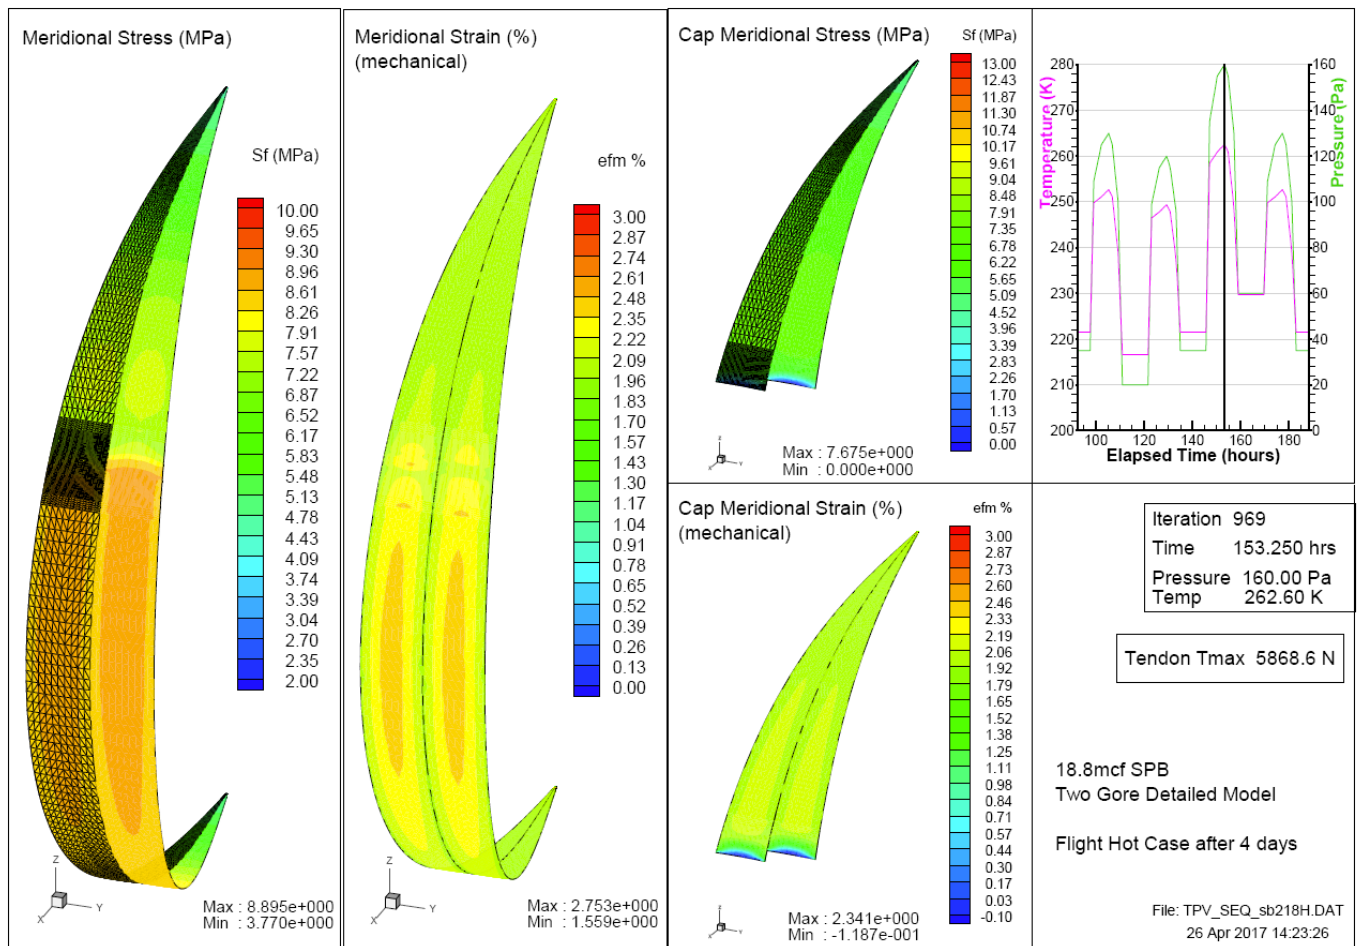 Meridional Stress (MPa)
Sf (MPa)
10.00
9.65
9.30
8.96
8.61
8.26
7.91
7.57
7.22
6.87
6.52
6.17
5.83
5.48
5.13
4.78
4.43
4.09
3.74
3.39
3.04
2.70
2.35
2.00
Z
X
Y
Max : 8.895e+000
Min : 3.770e+000
Meridional Strain (%)
(mechanical)
efm %
3.00
2.87
2.74
2.61
2.48
2.35
2.22
2.09
1.96
1.83
1.70
1.57
1.43
1.30
1.17
1.04
0.91
0.78
0.65
0.52
0.39
0.26
0.13
0.00
Z
X
Y
Max : 2.753e+000
Min : 1.559e+000
Cap Meridional Stress (MPa)
Sf (MPa)
13.00
12.43
11.87
11.30
10.74
10.17
9.61
9.04
8.48
7.91
7.35
6.78
6.22
5.65
5.09
4.52
3.96
3.39
2.83
2.26
1.70
1.13
0.57
0.00
Z
X
Y
Max : 7.675e+000
Min : 0.000e+000
Cap Meridional Strain (%)
(mechanical)
efm %
3.00
2.87
2.73
2.60
2.46
2.33
2.19
2.06
1.92
1.79
1.65
1.52
1.38
1.25
1.11
0.98
0.84
0.71
0.57
0.44
0.30
0.17
0.03
-0.10
Z
X
Y
Max : 2.341e+000
Min : -1.187e-001
Temperature (K)
280
270
260
250
240
230
220
210
200
Pressure (Pa)
160
140
120
100
80
60
40
20
0
100 120 140 160 180
Elapsed Time (hours)
Iteration 969
Time 153.250 hrs
Pressure 160.00 Pa
Temp 262.60 K
Tendon Tmax 5868.6 N
18.8mcf SPB
Two Gore Detailed Model
Flight Hot Case after 4 days
File: TPV_SEQ_sb218H.DAT
26 Apr 2017 14:23:26